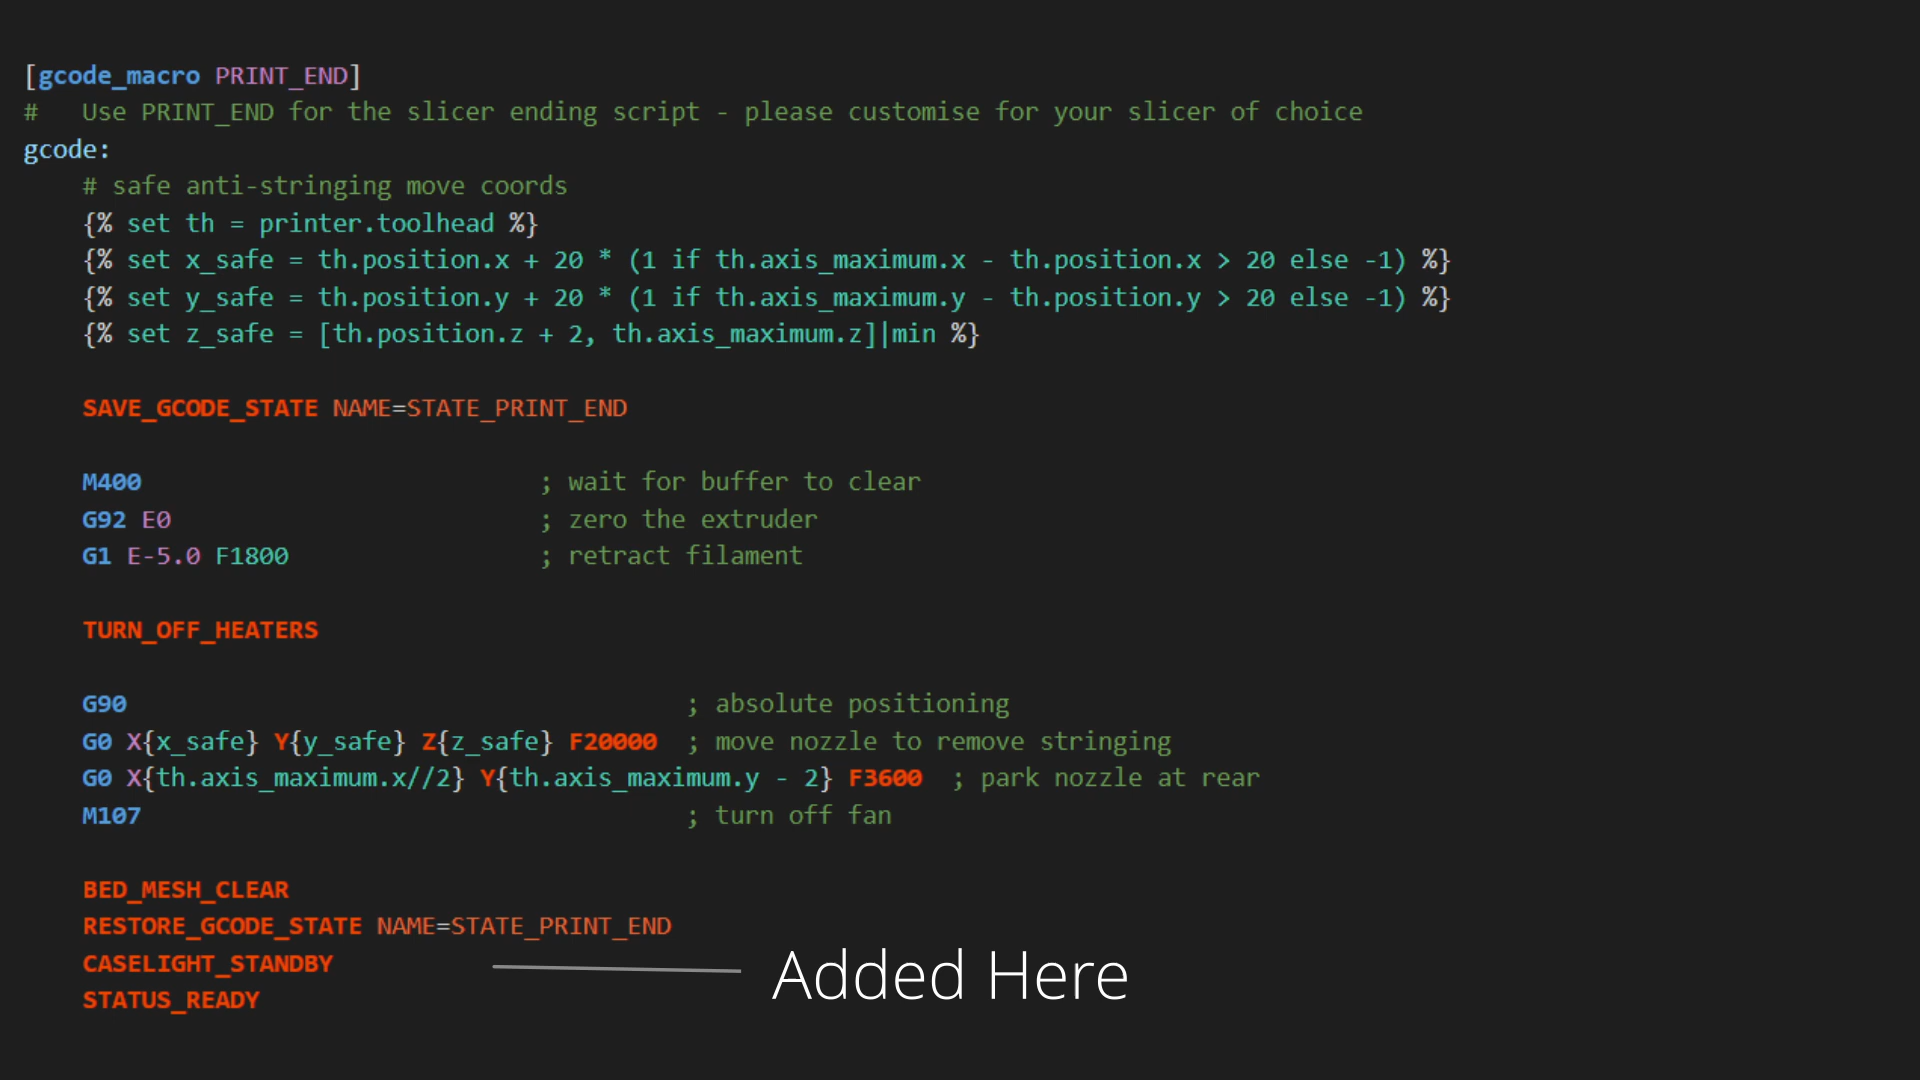 [gcode_macro PRINT_END]
#   Use PRINT_END for the slicer ending script - please customise for your slicer of choice
gcode:
    # safe anti-stringing move coords
    {% set th = printer.toolhead %}
    {% set x_safe = th.position.x + 20 * (1 if th.axis_maximum.x - th.position.x > 20 else -1) %}
    {% set y_safe = th.position.y + 20 * (1 if th.axis_maximum.y - th.position.y > 20 else -1) %}
    {% set z_safe = [th.position.z + 2, th.axis_maximum.z]|min %}
    SAVE_GCODE_STATE NAME=STATE_PRINT_END
    M400                           ; wait for buffer to clear
    G92 E0                         ; zero the extruder
    G1 E-5.0 F1800                 ; retract filament
    TURN_OFF_HEATERS
    G90                                      ; absolute positioning
    G0 X{x_safe} Y{y_safe} Z{z_safe} F20000  ; move nozzle to remove stringing
    G0 X{th.axis_maximum.x//2} Y{th.axis_maximum.y - 2} F3600  ; park nozzle at rear
    M107                                     ; turn off fan
    BED_MESH_CLEAR
    RESTORE_GCODE_STATE NAME=STATE_PRINT_END
    CASELIGHT_STANDBY
Added Here
    STATUS_READY